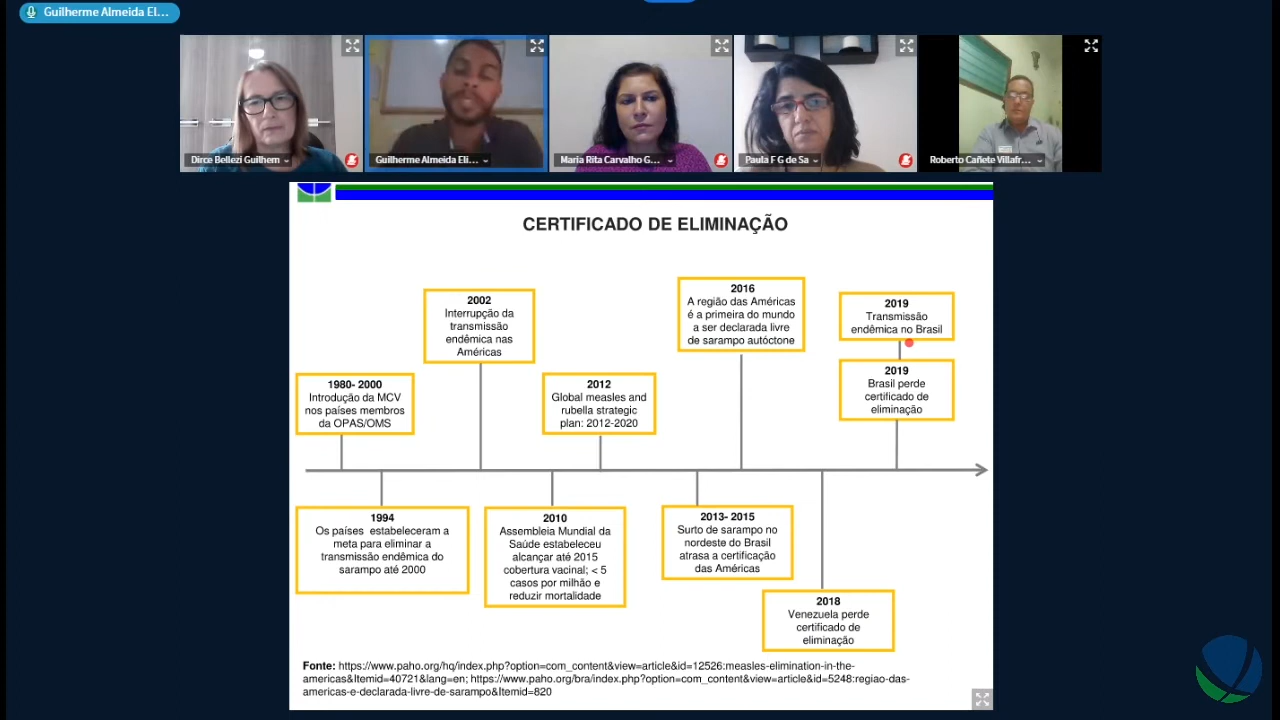 Guilherme Almeida El...
Dirce Bellezi Guilhem
Guilherme Almeida Eli...
Maria Rita Carvalho G...
Paula F G de Sa
Roberto Cañete Villafr...
CERTIFICADO DE ELIMINAÇÃO
1980- 2000
Introdução da MCV
nos países membros
da OPAS/OMS
2002
Interrupção da
transmissão
endêmica nas
Américas
2012
Global measles and
rubella strategic
plan: 2012-2020
2016
A região das Américas
é a primeira do mundo
a ser declarada livre
de sarampo autóctone
2019
Transmissão
endêmica no Brasil
2019
Brasil perde
certificado de
eliminação
1994
Os países estabeleceram a
meta para eliminar a
transmissão endêmica do
sarampo até 2000
2010
Assembleia Mundial da
Saúde estabeleceu
alcançar até 2015
cobertura vacinal; < 5
casos por milhão e
reduzir mortalidade
2013- 2015
Surto de sarampo no
nordeste do Brasil
atrasa a certificação
das Américas
2018
Venezuela perde
certificado de
eliminação
Fonte: https://www.paho.org/hq/index.php?option=com_content&view=article&id=12526:measles-elimination-in-the-
americas&Itemid=40721&lang=en; https://www.paho.org/bra/index.php?option=com_content&view=article&id=5248:regiao-das-
americas-e-declarada-livre-de-sarampo&Itemid=820